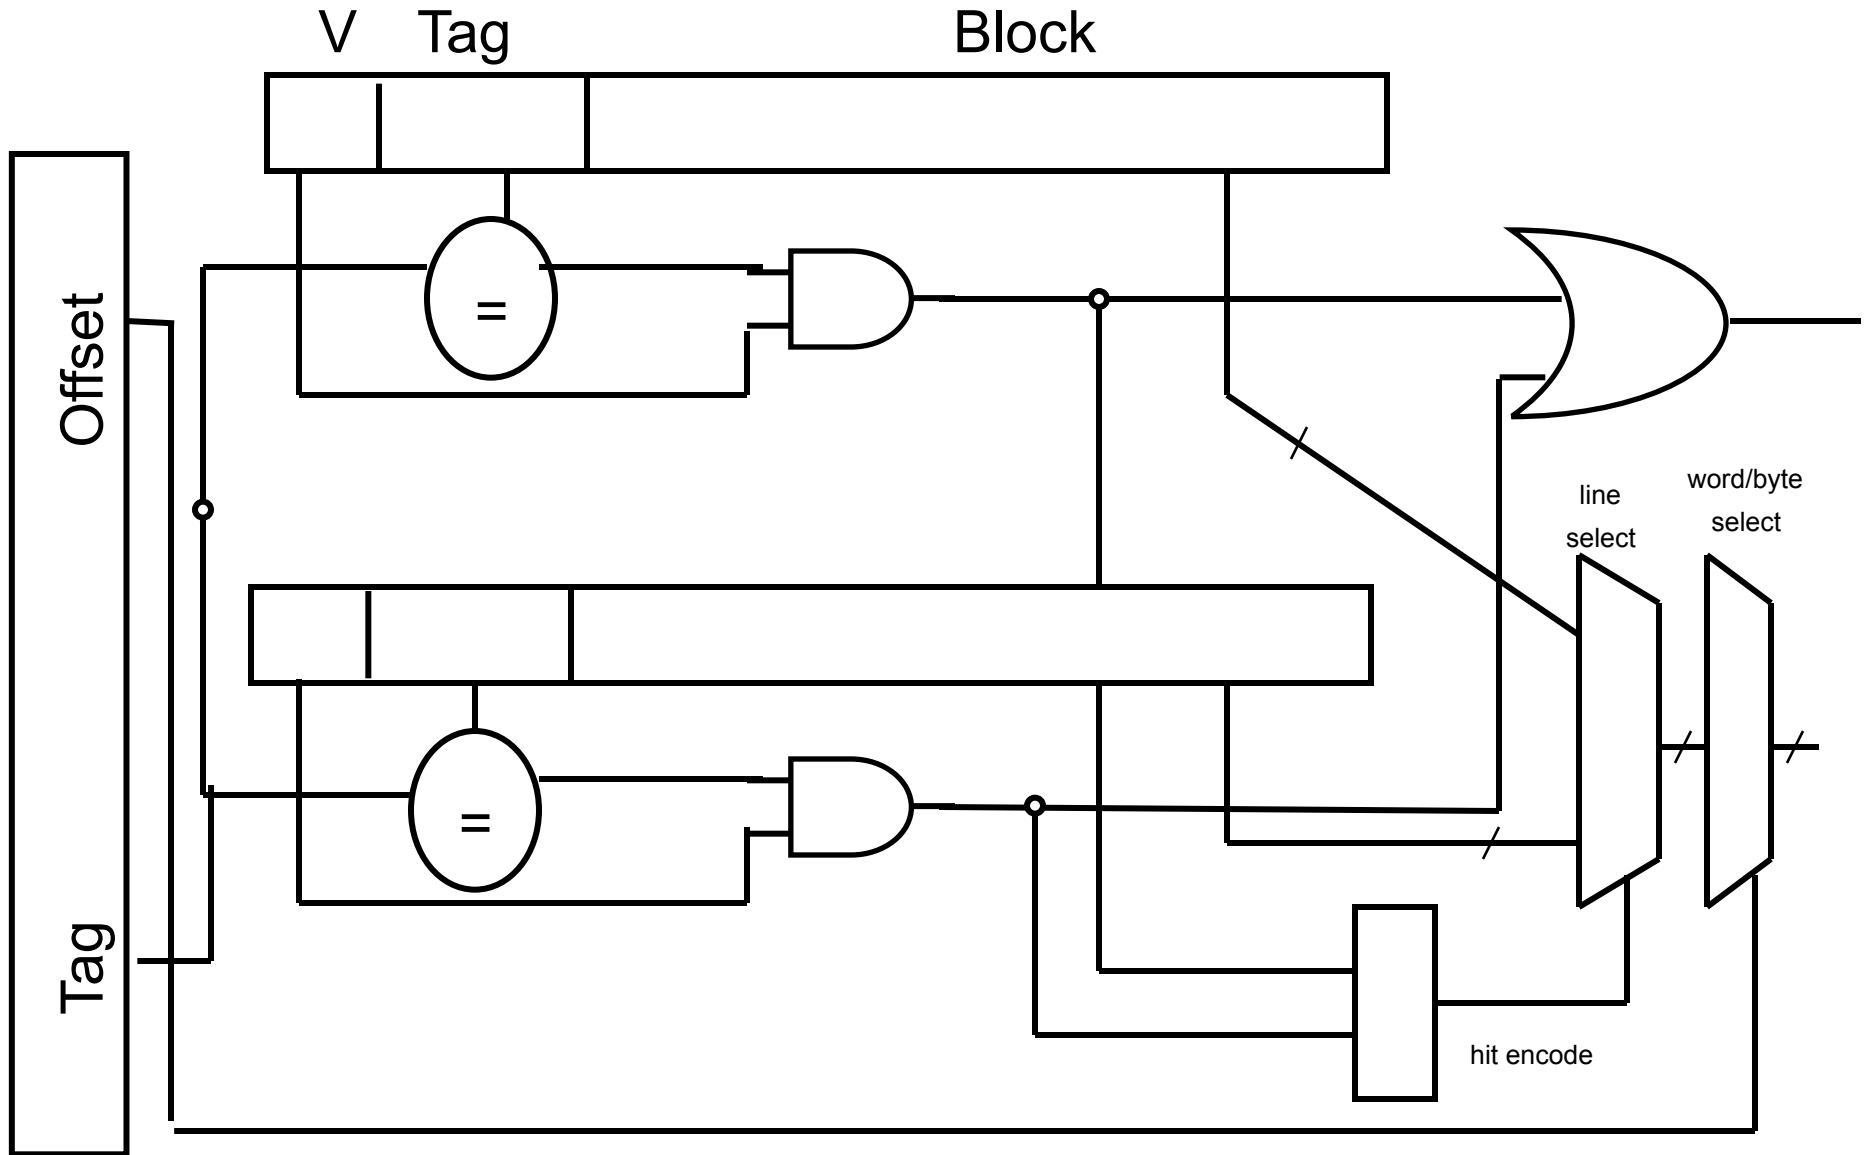 V Tag Block
Offset
=
line
select
word/byte
select
=
Tag
hit encode